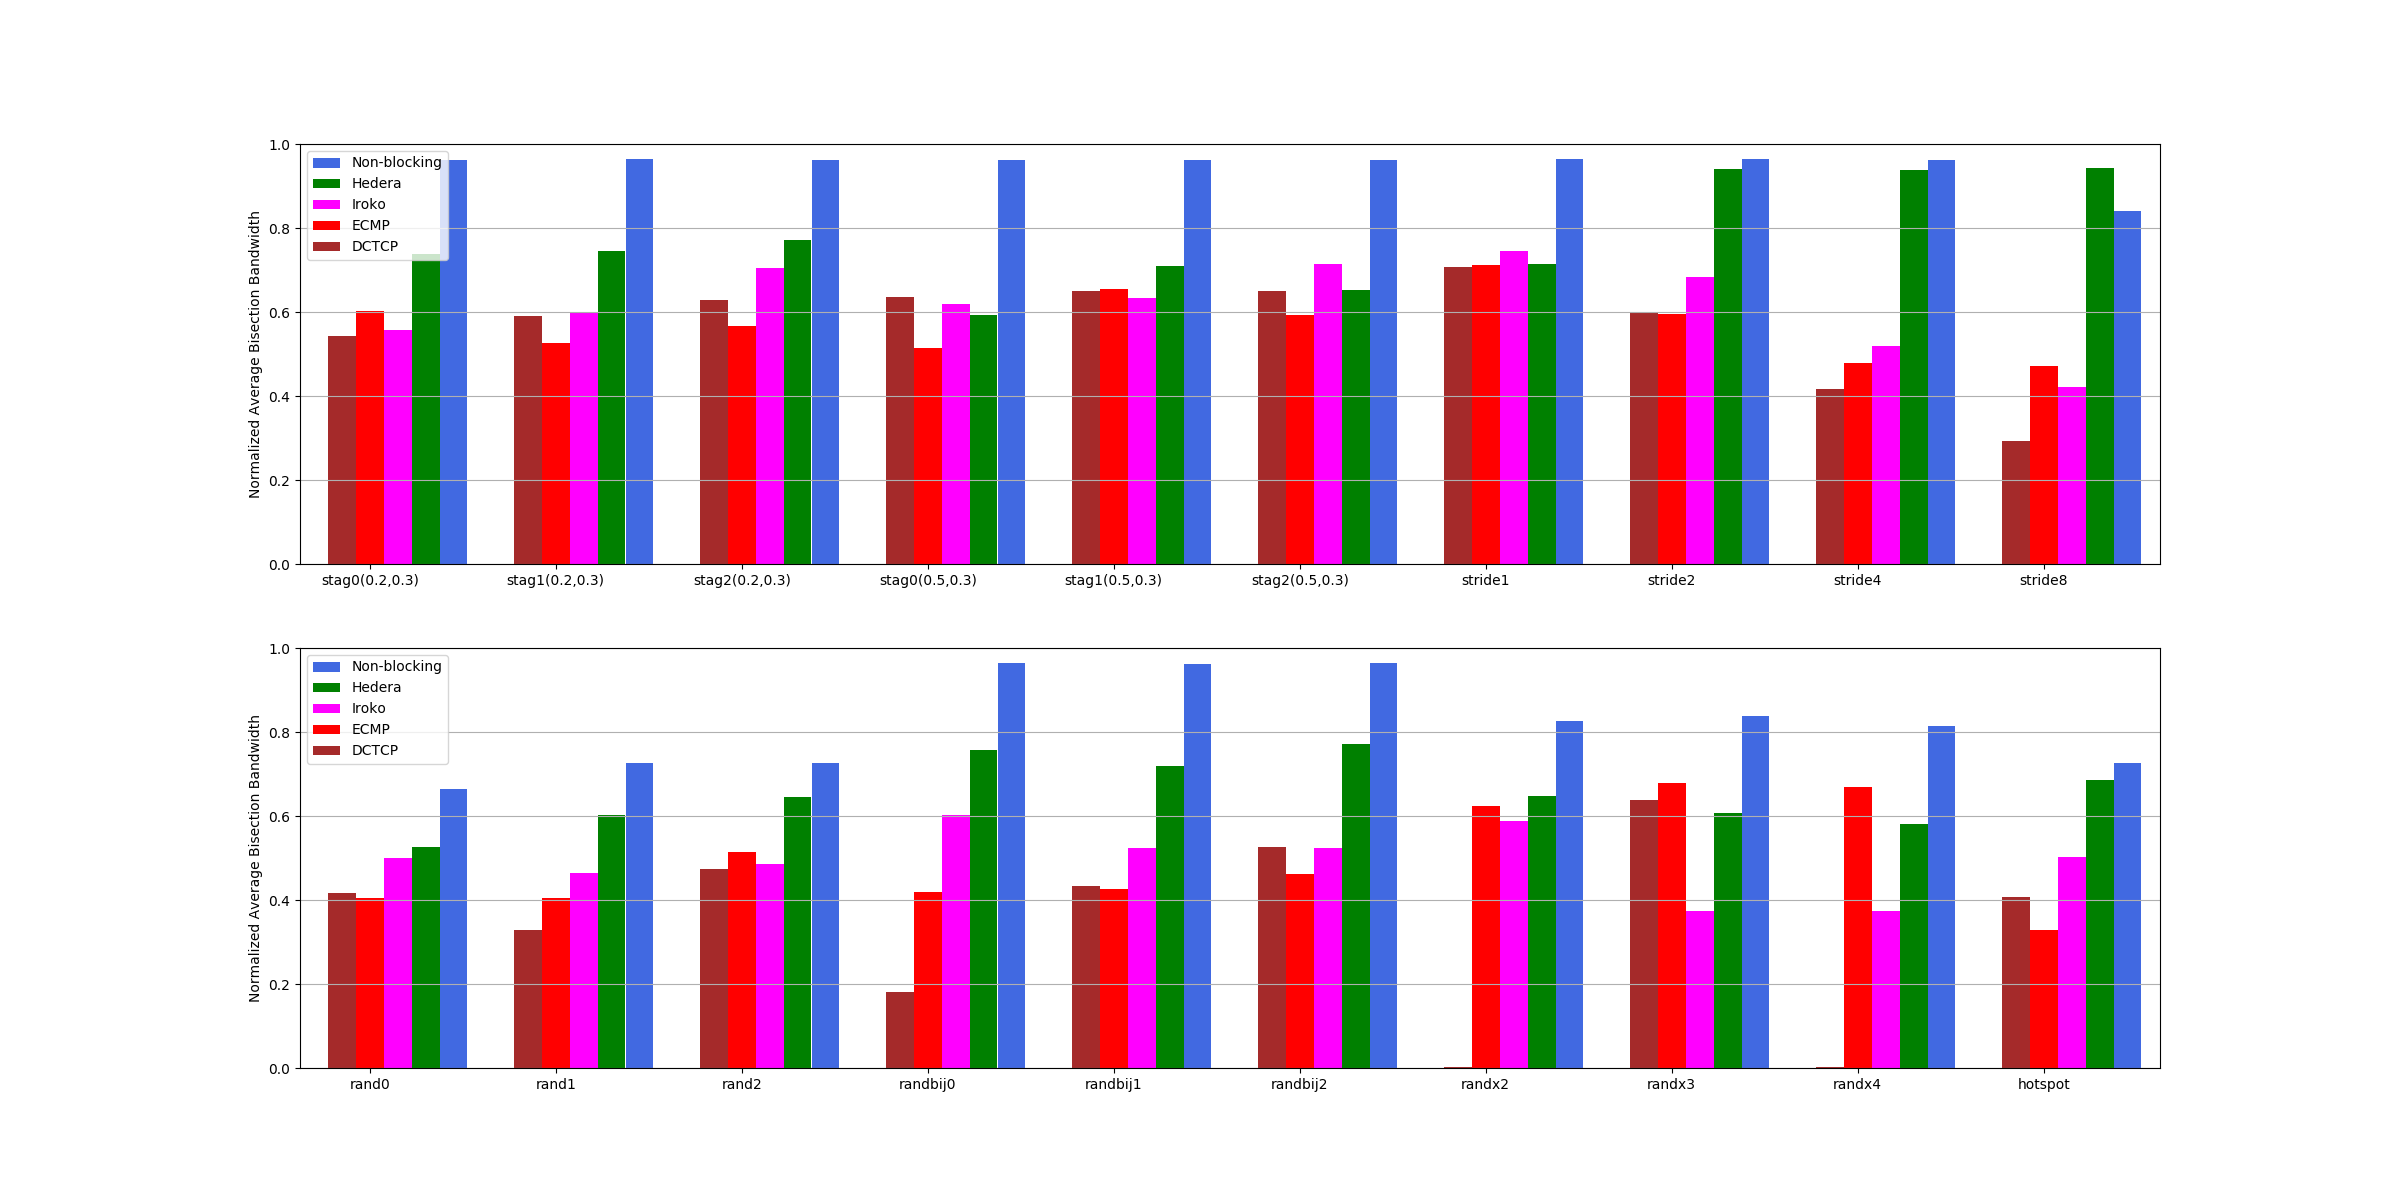 Normalized Average Bisection Bandwidth
1.0
0.8
0.6
0.4
0.2
0.0
Non-blocking
Hedera
Iroko
ECMP
DCTCP
stag0(0.2,0.3) stag1(0.2,0.3) stag2(0.2,0.3) stag0(0.5,0.3) stag1(0.5,0.3) stag2(0.5,0.3) stride1 stride2 stride4 stride8
Normalized Average Bisection Bandwidth
1.0
0.8
0.6
0.4
0.2
0.0
Non-blocking
Hedera
Iroko
ECMP
DCTCP
rand0 rand1 rand2 randbij0 randbij1 randbij2 randx2 randx3 randx4 hotspot